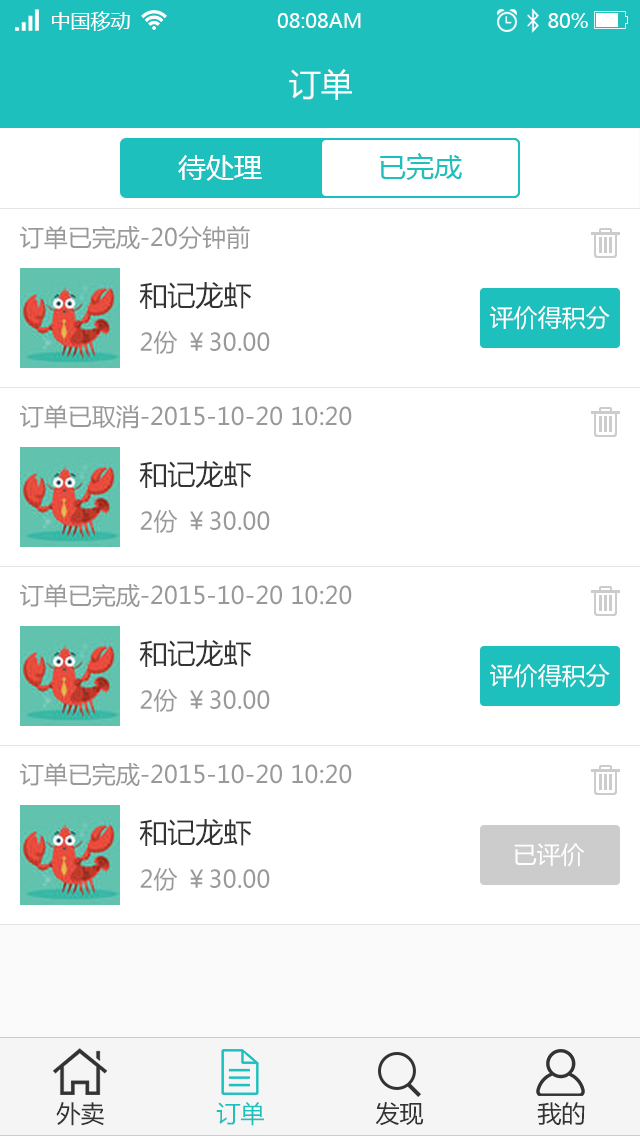 中国移动 08:08AM 80%
订单
待处理 已完成
订单已完成-20分钟前
和记龙虾
2份 ￥30.00
评价得积分
订单已取消-2015-10-20 10:20
和记龙虾
2份 ￥30.00
订单已完成-2015-10-20 10:20
和记龙虾
2份 ￥30.00
评价得积分
订单已完成-2015-10-20 10:20
和记龙虾
2份 ￥30.00
已评价
外卖 订单 发现 我的